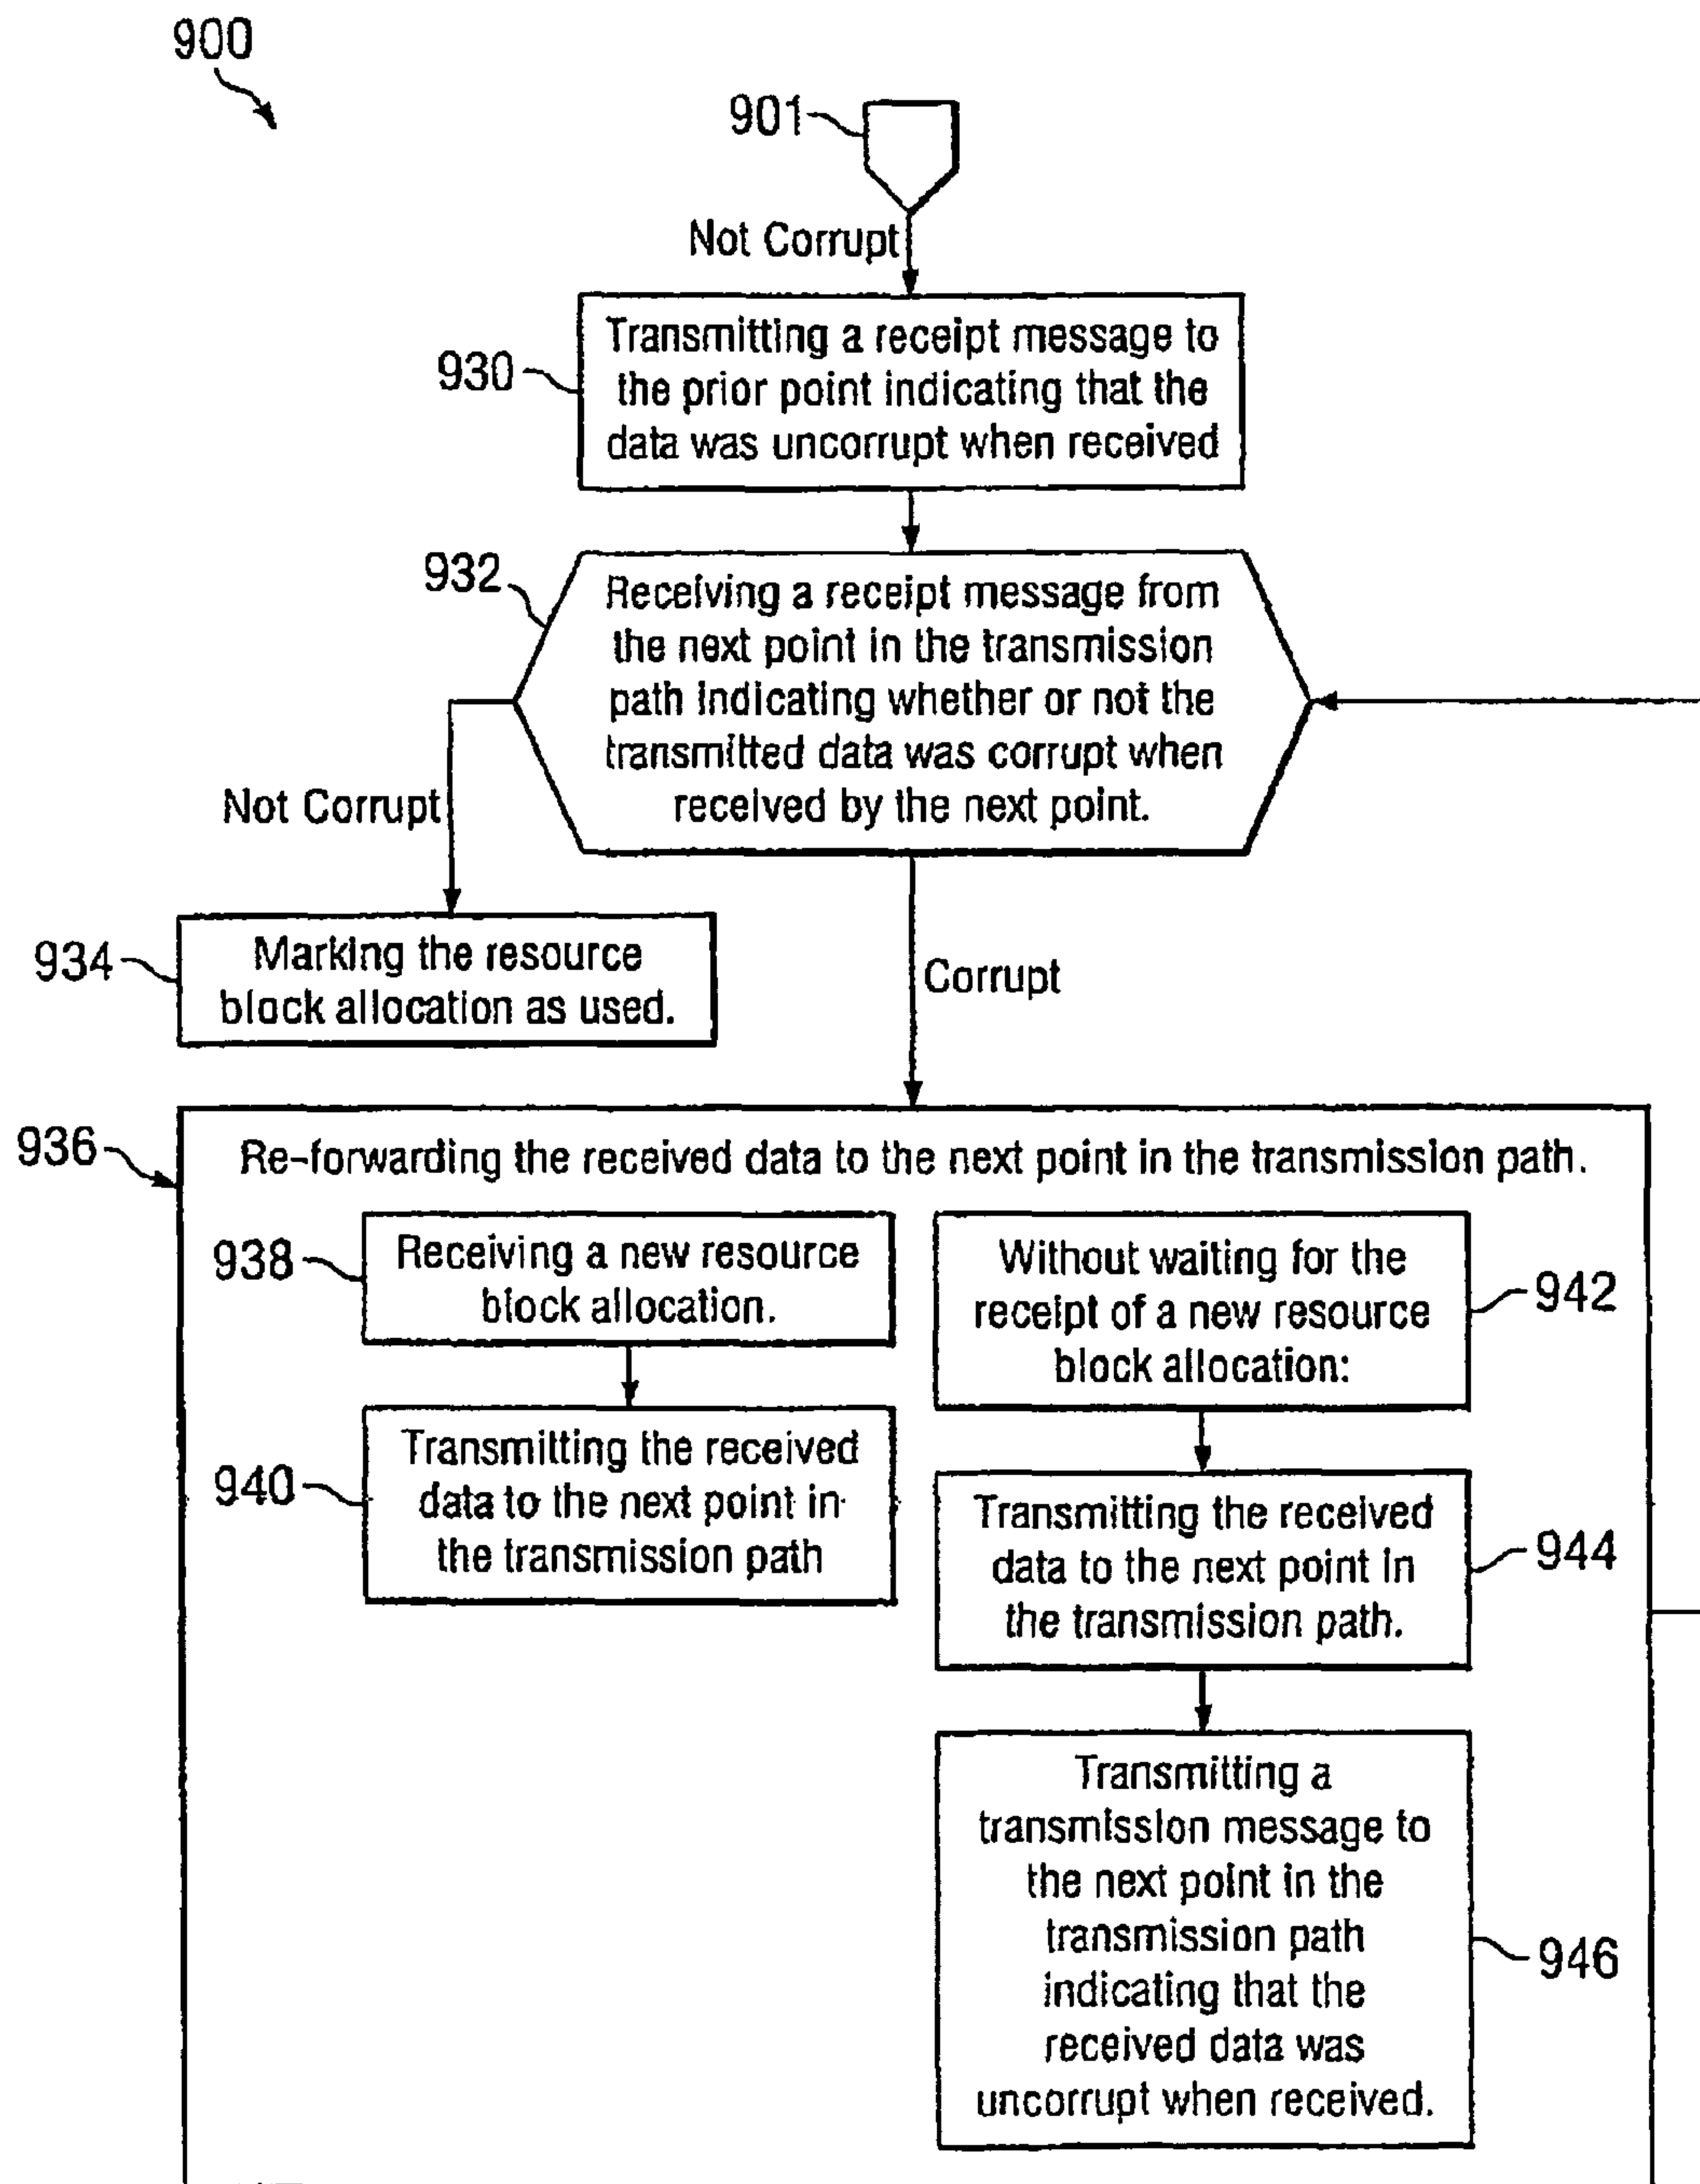 900
901
Not Corrupt
930
Transmitting a receipt message to
the prior point indicating that the
data was uncorrupt when received
932
Receiving a receipt message from
the next point in the transmission
path indicating whether or not the
transmitted data was corrupt when
received by the next point.
Not Corrupt
934
Marking the resource
block allocation as used.
Corrupt
936
Re-forwarding the received data to the next point in the transmission path.
938
Receiving a new resource
block allocation.
940
Transmitting the received
data to the next point in
the transmission path
Without waiting for the
receipt of a new resource
block allocation:
942
Transmitting the received
data to the next point in
the transmission path.
944
Transmitting a
transmission message to
the next point in the
transmission path
indicating that the
received data was
uncorrupt when received.
946